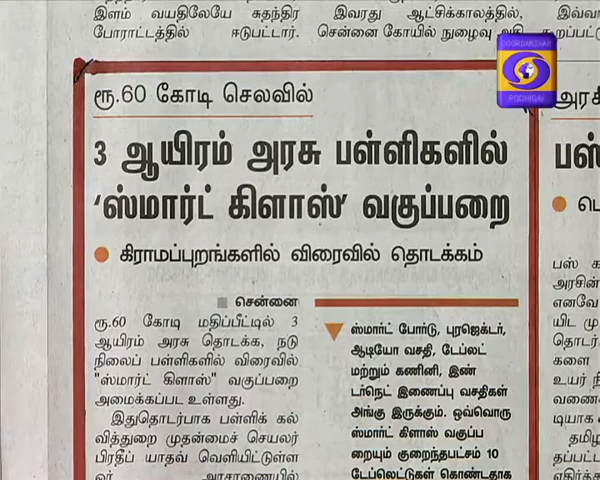 இளம் வயதிலேயே சுதந்திர
போராட்டத்தில் ஈடுபட்டார்.
இவரது ஆட்சிக்காலத்தில்,
சென்னை கோயில் நுழைவு
DOORDARSHAN
PODHIGAI
ரூ.60 கோடி செலவில்
3 ஆயிரம் அரசு பள்ளிகளில்
'ஸ்மார்ட் கிளாஸ்' வகுப்பறை
கிராமப்புறங்களில் விரைவில் தொடக்கம்
சென்னை
ரூ.60 கோடி மதிப்பீட்டில் 3
ஆயிரம் அரசு தொடக்க, நடு
நிலைப் பள்ளிகளில் விரைவில்
"ஸ்மார்ட் கிளாஸ்" வகுப்பறை
அமைக்கப்பட உள்ளது.
இதுதொடர்பாக பள்ளிக் கல்
வித்துறை முதன்மைச் செயலர்
பிரதீப் யாதவ் வெளியிட்டுள்ள
ஓர் அரசாணையில்
ஸ்மார்ட் போர்டு, புரஜெக்டர்,
ஆடியோ வசதி, டேப்லட்
மற்றும் கணினி, இண்
டர்நெட் இணைப்பு வசதிகள்
அங்கு இருக்கும். ஒவ்வொரு
ஸ்மார்ட் கிளாஸ் வகுப்ப
றையும் குறைந்தபட்சம் 10
டேப்லெட்டுகள் கொண்டதாக
பஸ்
பஸ் க
அரசின்
எனவே
யிட மு
தொடர்
களை
உயர் நி
வணை
டியாக
தமிழ
தப்பட்ட